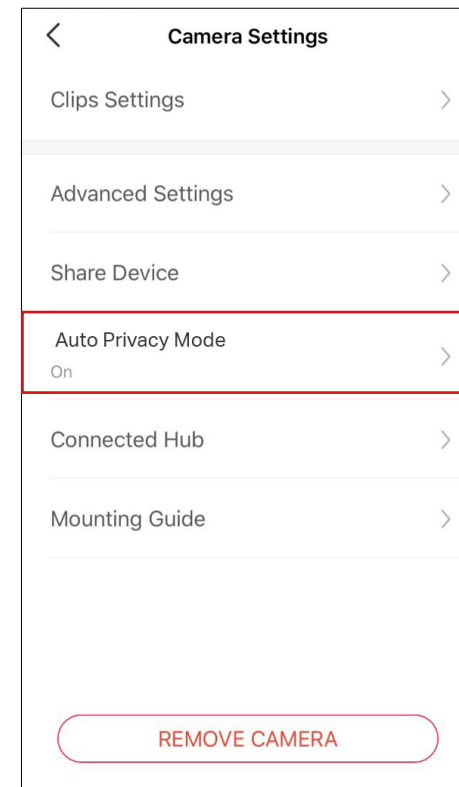 Camera Settings
Clips Settings
Advanced Settings
Share Device
Auto Privacy Mode
On
Connected Hub
Mounting Guide
REMOVE CAMERA